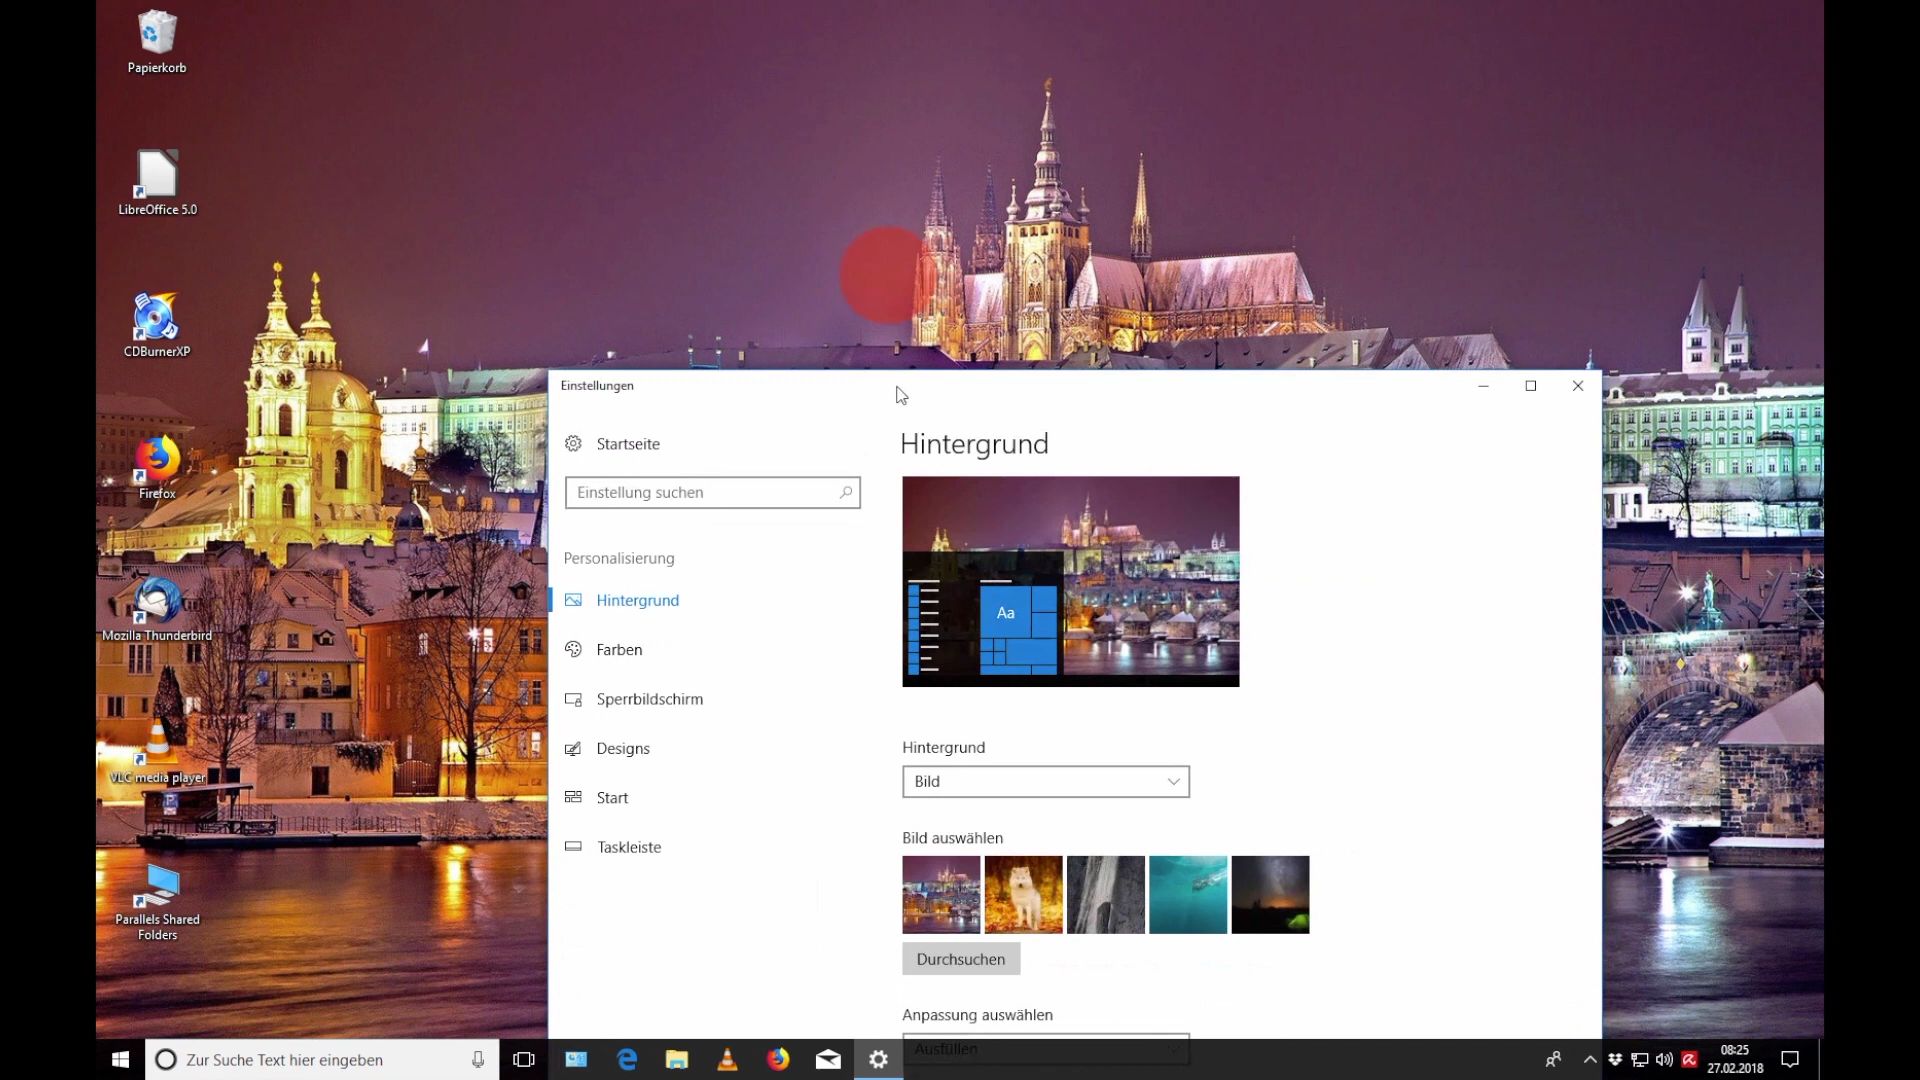 Papierkorb
LibreOffice 5.0
CDBurnerXP
Firefox
Mozilla Thunderbird
VLC media player
Parallels Shared
Folders
Einstellungen
Startseite
Einstellung suchen
Personalisierung
Hintergrund
Farben
Sperrbildschirm
Designs
Start
Taskleiste
Hintergrund
Aa
Hintergrund
Bild
Bild auswählen
Durchsuchen
Anpassung auswählen
Ausfüllen
Zur Suche Text hier eingeben
08:25
27.02.2018